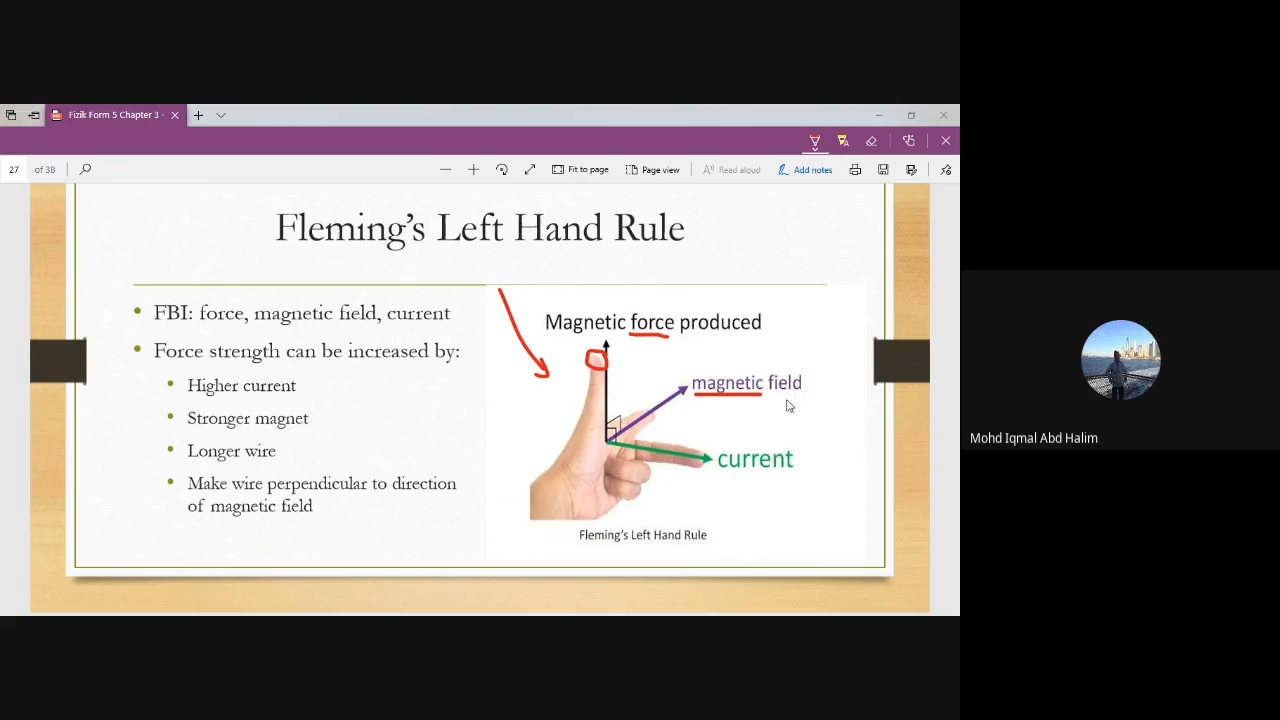 Fizik Form 5 Chapter 3 -
27 of 38
Fit to page
Page view
Read aloud
Add notes
Fleming's Left Hand Rule
FBI: force, magnetic field, current
Force strength can be increased by:
Higher current
Stronger magnet
Longer wire
Make wire perpendicular to direction
of magnetic field
Magnetic force produced
magnetic field
current
Fleming's Left Hand Rule
Mohd Iqmal Abd Halim